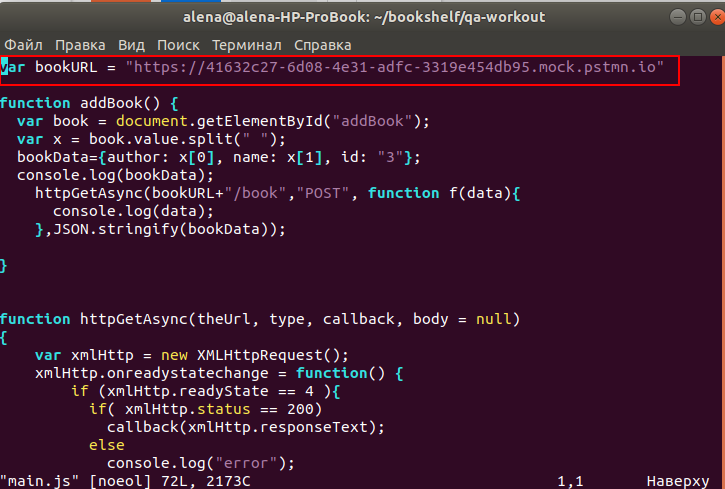 alena@alena-HP-ProBook: ~/bookshelf/qa-workout
Файл Правка Вид Поиск Терминал Справка
var bookURL = "https://41632c27-6d08-4e31-adfc-3319e454db95.mock.pstmn.io"
function addBook() {
  var book = document.getElementById("addBook");
  var x = book.value.split(" ");
  bookData={author: x[0], name: x[1], id: "3"};
  console.log(bookData);
    httpGetAsync(bookURL+"/book","POST", function f(data){
      console.log(data);
    },JSON.stringify(bookData));
}
function httpGetAsync(theUrl, type, callback, body = null)
{
    var xmlHttp = new XMLHttpRequest();
    xmlHttp.onreadystatechange = function() {
        if (xmlHttp.readyState == 4 ){
          if( xmlHttp.status == 200)
            callback(xmlHttp.responseText);
          else
            console.log("error");
"main.js" [noeol] 72L, 2173C 1,1 Наверху